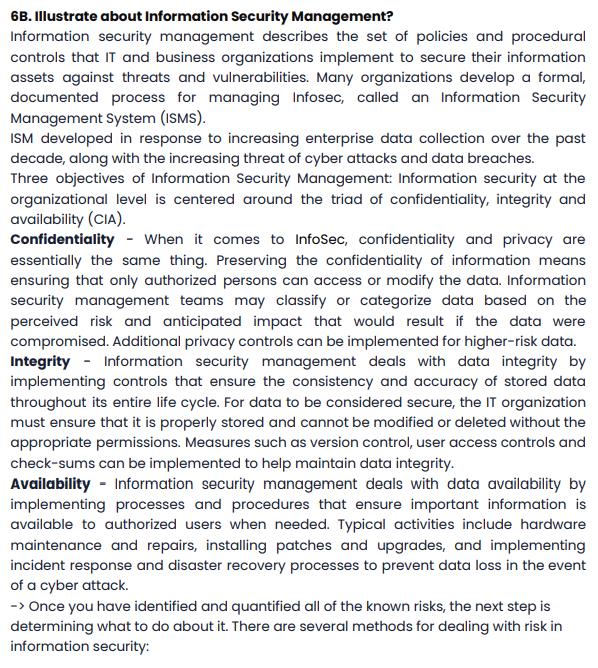 6B. Illustrate about Information Security Management?
Information security management describes the set of policies and procedural
controls that IT and business organizations implement to secure their information
assets against threats and vulnerabilities. Many organizations develop a formal,
documented process for managing Infosec, called an Information Security
Management System (ISMS).
ISM developed in response to increasing enterprise data collection over the past
decade, along with the increasing threat of cyber attacks and data breaches.
Three objectives of Information Security Management: Information security at the
organizational level is centered around the triad of confidentiality, integrity and
availability (CIA).
Confidentiality - When it comes to InfoSec, confidentiality and privacy are
essentially the same thing. Preserving the confidentiality of information means
ensuring that only authorized persons can access or modify the data. Information
security management teams may classify or categorize data based on the
perceived risk and anticipated impact that would result if the data were
compromised. Additional privacy controls can be implemented for higher-risk data.
Integrity - Information security management deals with data integrity by
implementing controls that ensure the consistency and accuracy of stored data
throughout its entire life cycle. For data to be considered secure, the IT organization
must ensure that it is properly stored and cannot be modified or deleted without the
appropriate permissions. Measures such as version control, user access controls and
check-sums can be implemented to help maintain data integrity.
Availability - Information security management deals with data availability by
implementing processes and procedures that ensure important information is
available to authorized users when needed. Typical activities include hardware
maintenance and repairs, installing patches and upgrades, and implementing
incident response and disaster recovery processes to prevent data loss in the event
of a cyber attack.
-> Once you have identified and quantified all of the known risks, the next step is
determining what to do about it. There are several methods for dealing with risk in
information security: